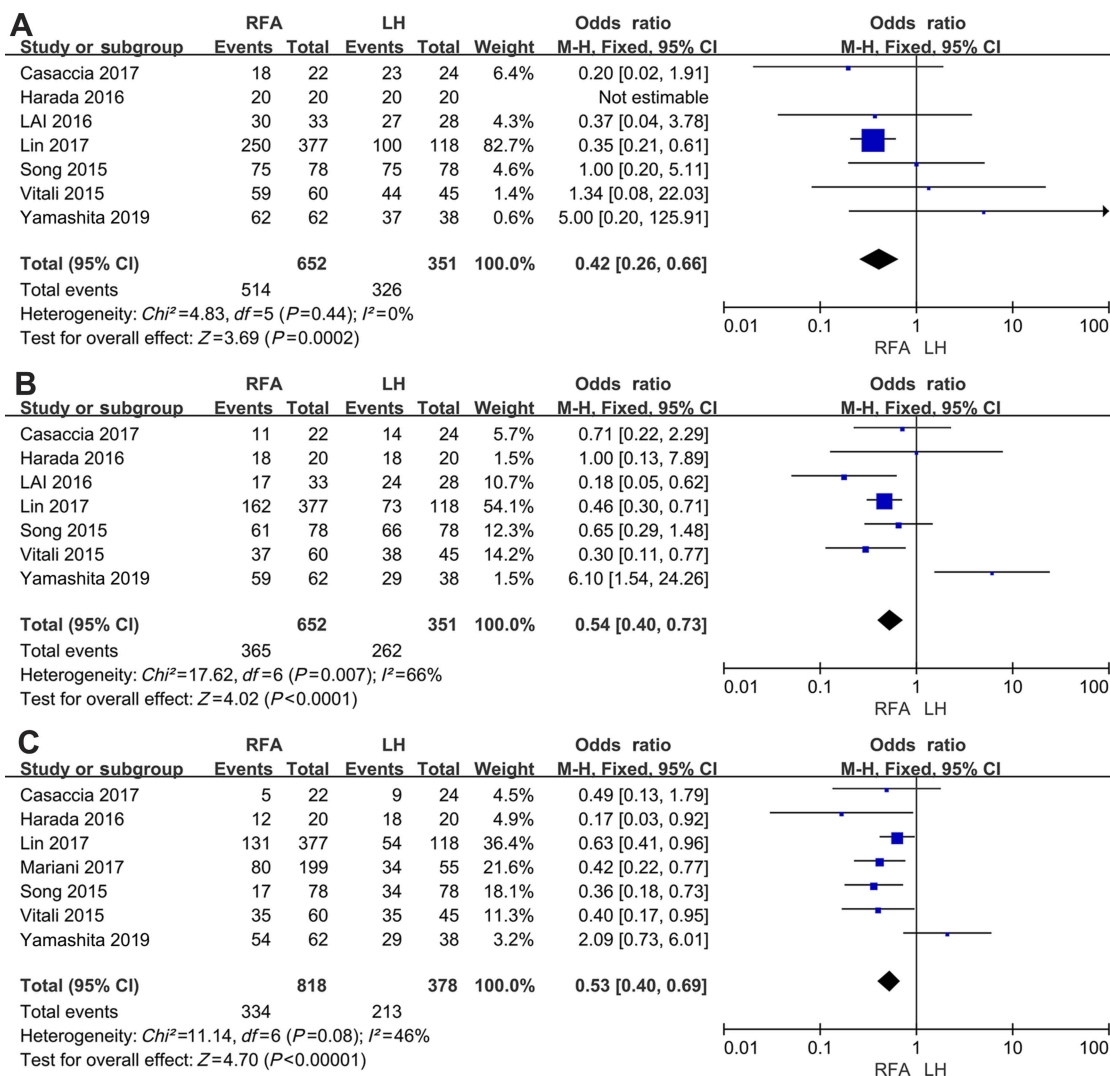 A
RFA LH Odds ratio Odds ratio
Study or subgroup Events Total Events Total Weight M-H, Fixed, 95% CI M-H, Fixed, 95% CI
Casaccia 2017 18 22 23 24 6.4% 0.20 [0.02, 1.91]
Harada 2016 20 20 20 20 Not estimable
LAI 2016 30 33 27 28 4.3% 0.37 [0.04, 3.78]
Lin 2017 250 377 100 118 82.7% 0.35 [0.21, 0.61]
Song 2015 75 78 75 78 4.6% 1.00 [0.20, 5.11]
Vitali 2015 59 60 44 45 1.4% 1.34 [0.08, 22.03]
Yamashita 2019 62 62 37 38 0.6% 5.00 [0.20, 125.91]
Total (95% CI) 652 351 100.0% 0.42 [0.26, 0.66]
Total events 514 326
Heterogeneity: Chi²=4.83, df=5 (P=0.44); I²=0%
Test for overall effect: Z=3.69 (P=0.0002)
0.01 0.1 1 10 100
RFA LH
B
RFA LH Odds ratio Odds ratio
Study or subgroup Events Total Events Total Weight M-H, Fixed, 95% CI M-H, Fixed, 95% CI
Casaccia 2017 11 22 14 24 5.7% 0.71 [0.22, 2.29]
Harada 2016 18 20 18 20 1.5% 1.00 [0.13, 7.89]
LAI 2016 17 33 24 28 10.7% 0.18 [0.05, 0.62]
Lin 2017 162 377 73 118 54.1% 0.46 [0.30, 0.71]
Song 2015 61 78 66 78 12.3% 0.65 [0.29, 1.48]
Vitali 2015 37 60 38 45 14.2% 0.30 [0.11, 0.77]
Yamashita 2019 59 62 29 38 1.5% 6.10 [1.54, 24.26]
Total (95% CI) 652 351 100.0% 0.54 [0.40, 0.73]
Total events 365 262
Heterogeneity: Chi²=17.62, df=6 (P=0.007); I²=66%
Test for overall effect: Z=4.02 (P<0.0001)
0.01 0.1 1 10 100
RFA LH
C
RFA LH Odds ratio Odds ratio
Study or subgroup Events Total Events Total Weight M-H, Fixed, 95% CI M-H, Fixed, 95% CI
Casaccia 2017 5 22 9 24 4.5% 0.49 [0.13, 1.79]
Harada 2016 12 20 18 20 4.9% 0.17 [0.03, 0.92]
Lin 2017 131 377 54 118 36.4% 0.63 [0.41, 0.96]
Mariani 2017 80 199 34 55 21.6% 0.42 [0.22, 0.77]
Song 2015 17 78 34 78 18.1% 0.36 [0.18, 0.73]
Vitali 2015 35 60 35 45 11.3% 0.40 [0.17, 0.95]
Yamashita 2019 54 62 29 38 3.2% 2.09 [0.73, 6.01]
Total (95% CI) 818 378 100.0% 0.53 [0.40, 0.69]
Total events 334 213
Heterogeneity: Chi²=11.14, df=6 (P=0.08); I²=46%
Test for overall effect: Z=4.70 (P<0.00001)
0.01 0.1 1 10 100
RFA LH